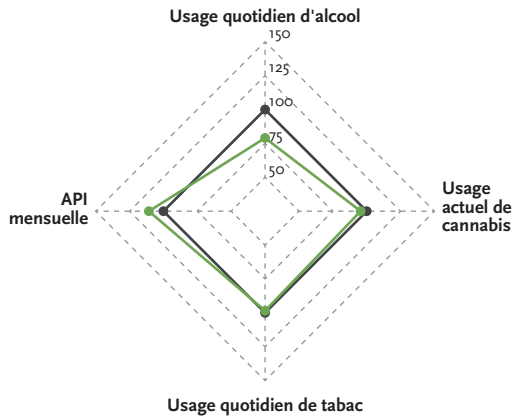 Usage quotidien d'alcool
150
125
100
75
50
API
mensuelle
Usage
actuel de
cannabis
Usage quotidien de tabac